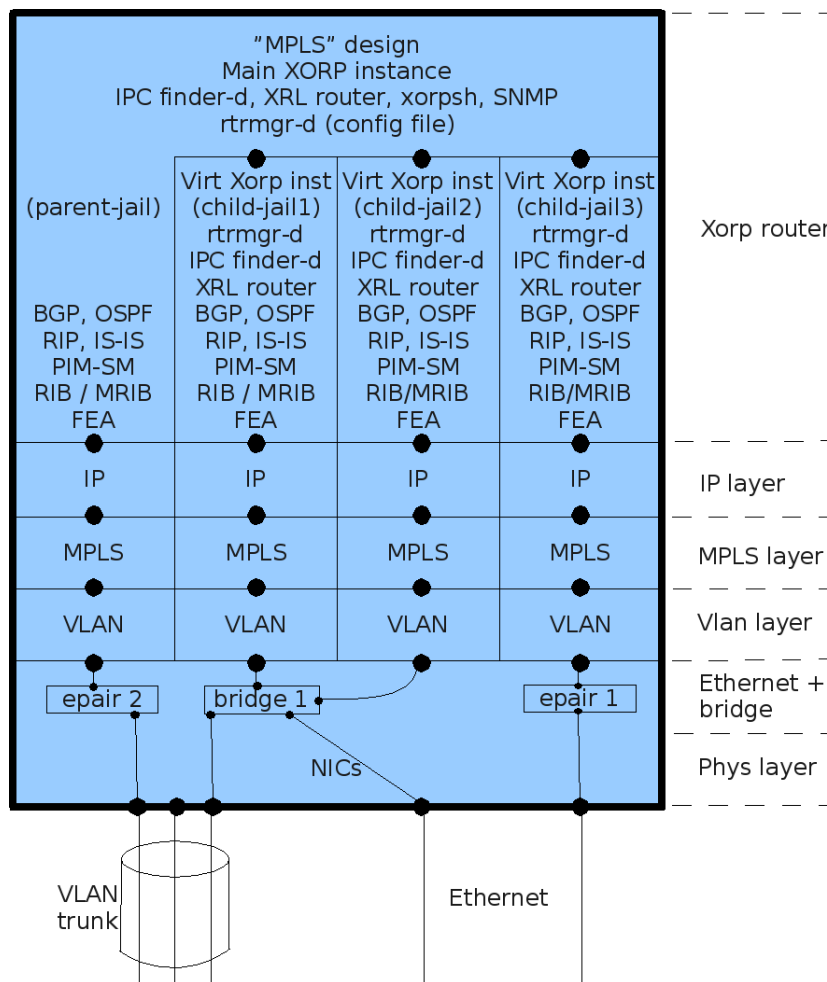 "MPLS" design
Main XORP instance
IPC finder-d, XRL router, xorpsh, SNMP
rtrmgr-d (config file)
(parent-jail)
BGP, OSPF
RIP, IS-IS
PIM-SM
RIB / MRIB
FEA
Virt Xorp inst
(child-jail1)
rtrmgr-d
IPC finder-d
XRL router
BGP, OSPF
RIP, IS-IS
PIM-SM
RIB / MRIB
FEA
Virt Xorp inst
(child-jail2)
rtrmgr-d
IPC finder-d
XRL router
BGP, OSPF
RIP, IS-IS
PIM-SM
RIB/MRIB
FEA
Virt Xorp inst
(child-jail3)
rtrmgr-d
IPC finder-d
XRL router
BGP, OSPF
RIP, IS-IS
PIM-SM
RIB/MRIB
FEA
Xorp router
IP
IP
IP
IP
IP layer
MPLS
MPLS
MPLS
MPLS
MPLS layer
VLAN
VLAN
VLAN
VLAN
Vlan layer
epair 2
bridge 1
epair 1
Ethernet +
bridge
NICs
Phys layer
VLAN
trunk
Ethernet